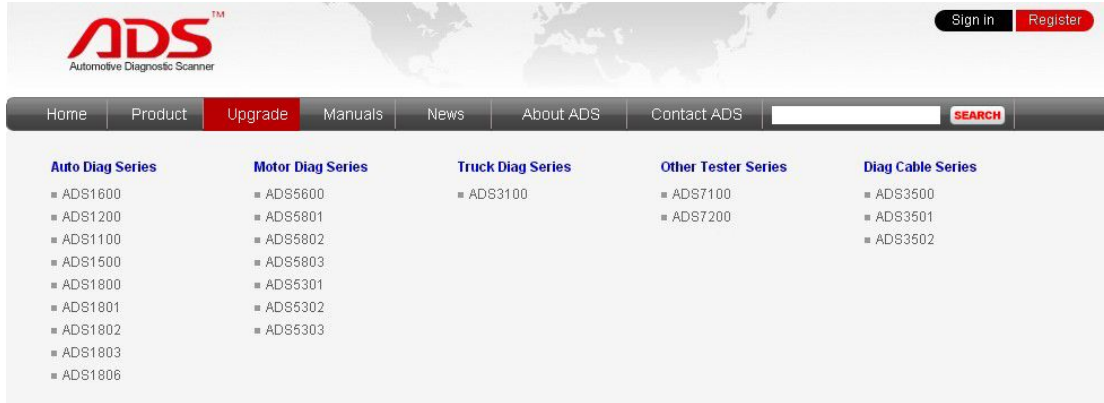 ADS™
Automotive Diagnostic Scanner
Sign in Register
Home Product Upgrade Manuals News About ADS Contact ADS SEARCH
Auto Diag Series
ADS1600
ADS1200
ADS1100
ADS1500
ADS1800
ADS1801
ADS1802
ADS1803
ADS1806
Motor Diag Series
ADS5600
ADS5801
ADS5802
ADS5803
ADS5301
ADS5302
ADS5303
Truck Diag Series
ADS3100
Other Tester Series
ADS7100
ADS7200
Diag Cable Series
ADS3500
ADS3501
ADS3502